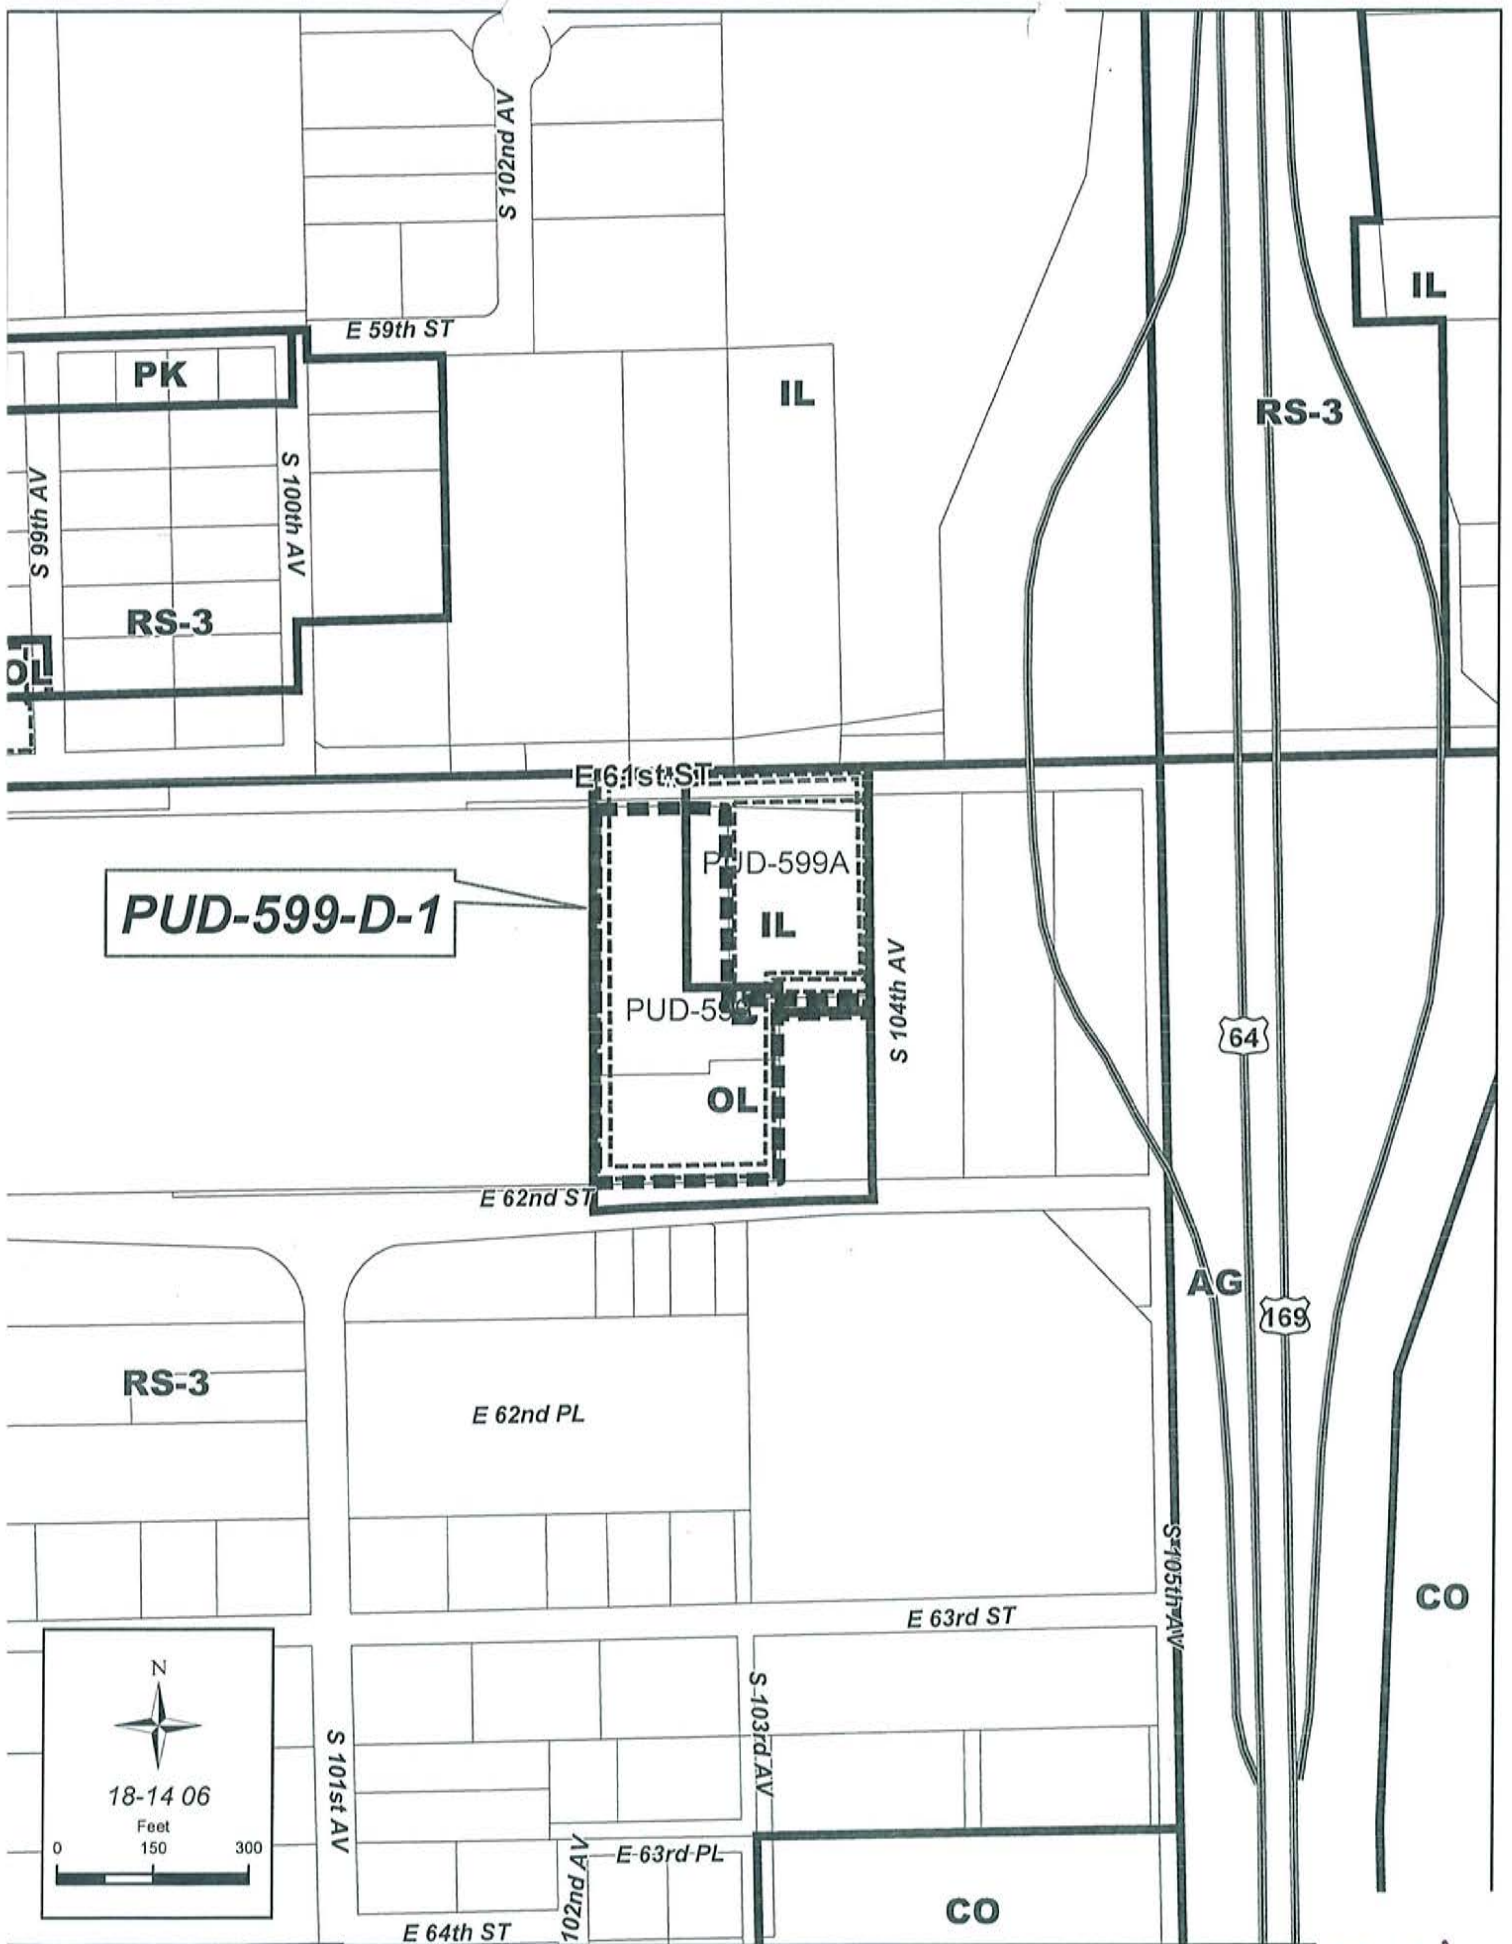 S 102nd AV
IL
E 59th ST
PK
IL
RS-3
S 99th AV
S 100th AV
RS-3
OL
E 61st ST
PUD-599A
PUD-599-D-1
IL
S 104th AV
64
OL
E 62nd ST
AG
169
RS-3
E 62nd PL
S 105th AV
CO
E 63rd ST
N
18-14 06
Feet
0 150 300
S 101st AV
S 103rd AV
102nd AV
E 63rd PL
CO
E 64th ST